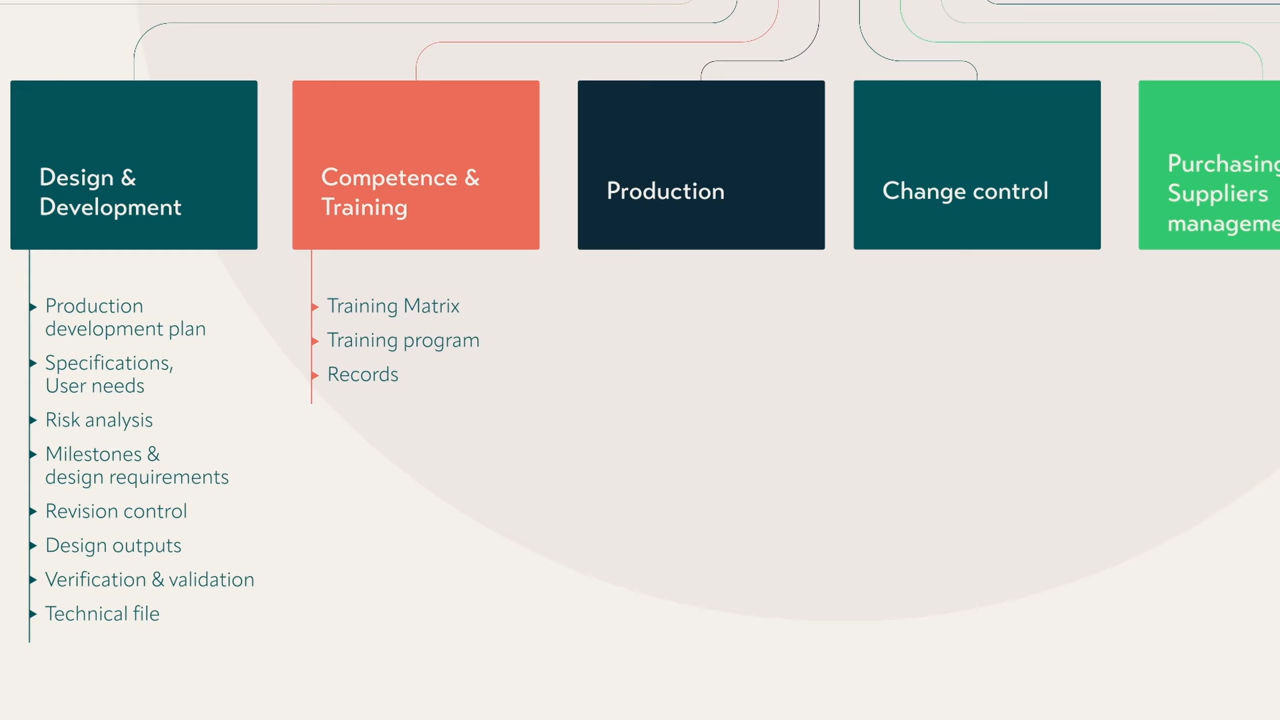 Design &
Development
Competence &
Training
Production
Change control
Purchasing
Suppliers
Production
development plan
Specifications,
User needs
Risk analysis
Milestones &
design requirements
Revision control
Design outputs
Verification & validation
Technical file
Training Matrix
Training program
Records